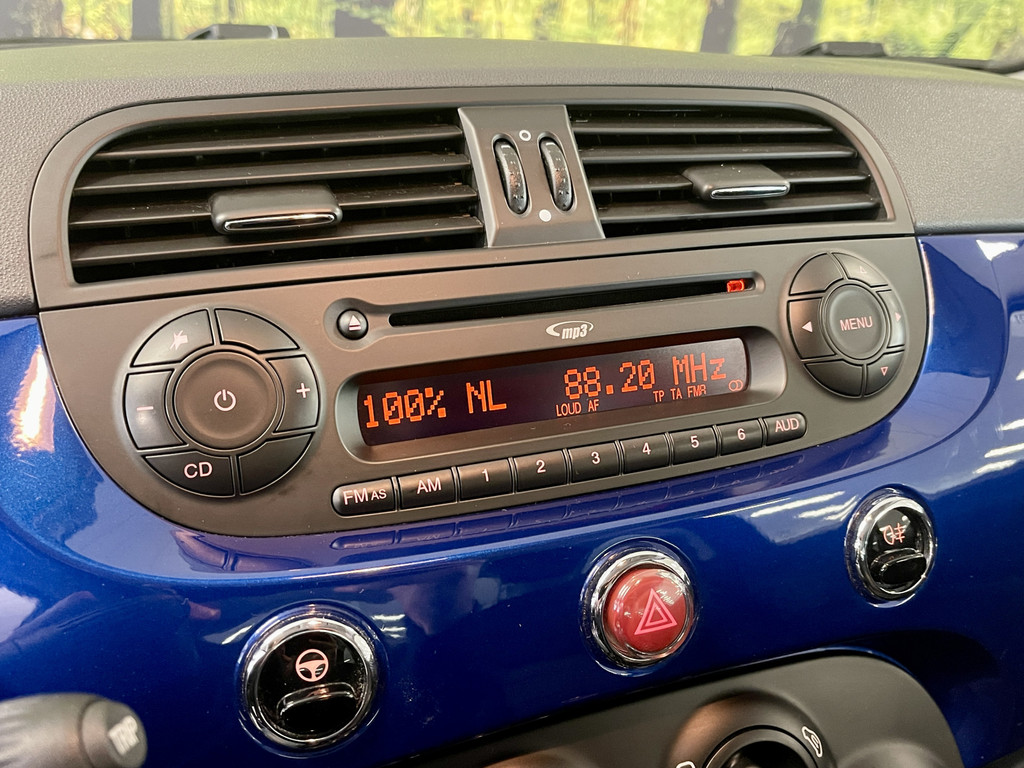 mp3
MENU
100% NL 88.20 MHz
LOUD AF TP TA FMR
CD
FM AS AM 1 2 3 4 5 6 AUD
TRIP